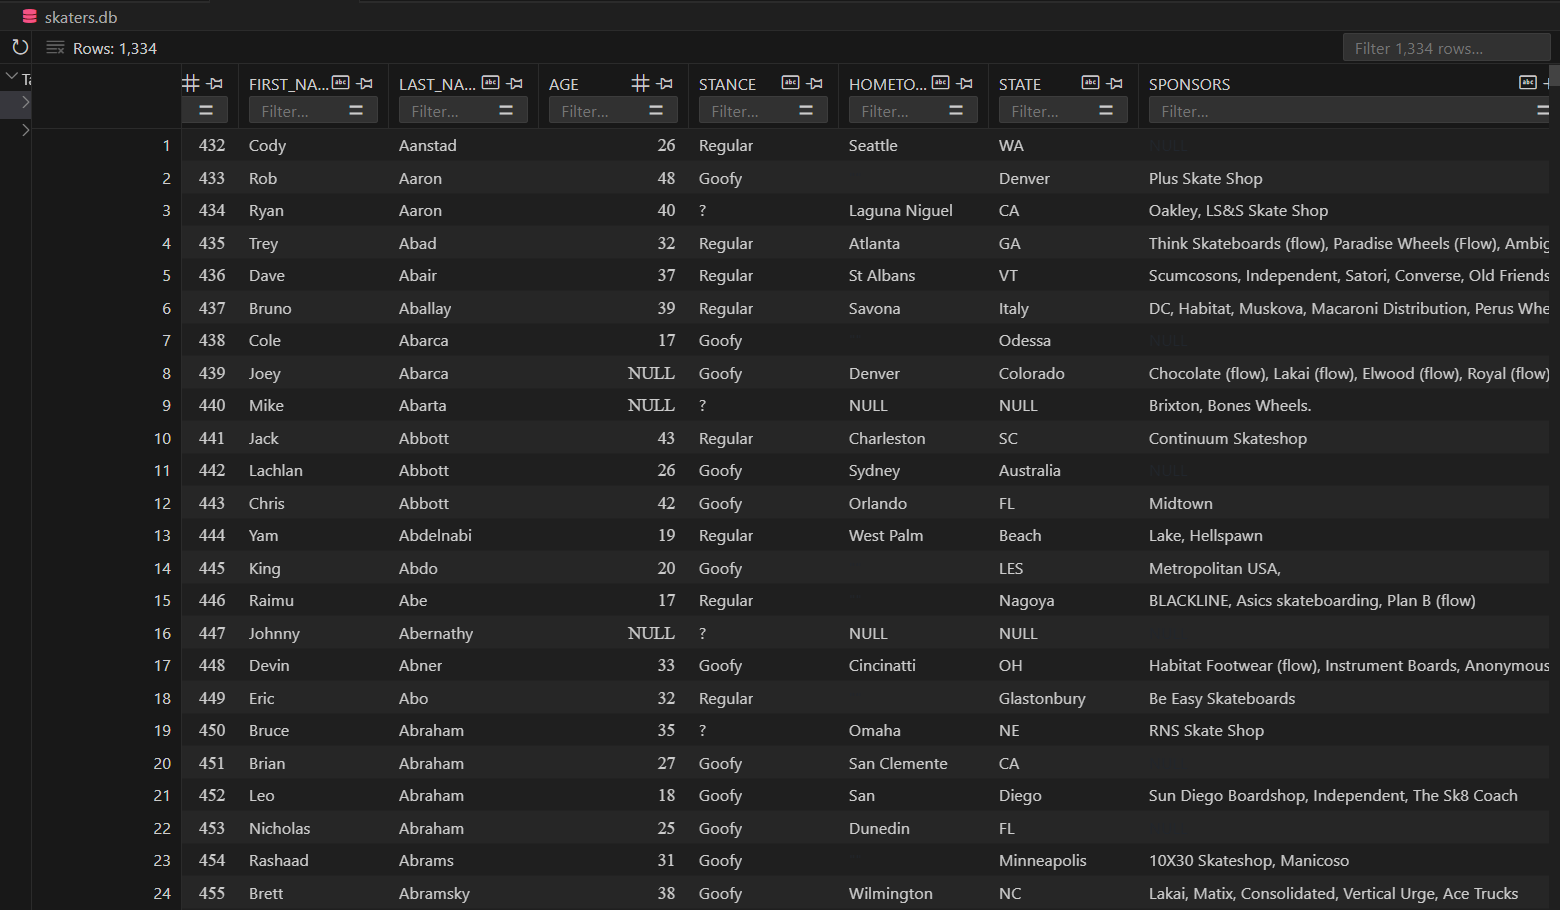 skaters.db
Rows: 1,334 Filter 1,334 rows...
Ta
FIRST_NA... LAST_NA... AGE STANCE HOMETO... STATE SPONSORS
Filter... Filter... Filter... Filter... Filter... Filter... Filter...
1 432 Cody Aanstad 26 Regular Seattle WA NULL
2 433 Rob Aaron 48 Goofy Denver Plus Skate Shop
3 434 Ryan Aaron 40 ? Laguna Niguel CA Oakley, LS&S Skate Shop
4 435 Trey Abad 32 Regular Atlanta GA Think Skateboards (flow), Paradise Wheels (Flow), Ambig
5 436 Dave Abair 37 Regular St Albans VT Scumcosons, Independent, Satori, Converse, Old Friends
6 437 Bruno Aballay 39 Regular Savona Italy DC, Habitat, Muskova, Macaroni Distribution, Perus Whe
7 438 Cole Abarca 17 Goofy Odessa NULL
8 439 Joey Abarca NULL Goofy Denver Colorado Chocolate (flow), Lakai (flow), Elwood (flow), Royal (flow)
9 440 Mike Abarta NULL ? NULL NULL Brixton, Bones Wheels.
10 441 Jack Abbott 43 Regular Charleston SC Continuum Skateshop
11 442 Lachlan Abbott 26 Goofy Sydney Australia NULL
12 443 Chris Abbott 42 Goofy Orlando FL Midtown
13 444 Yam Abdelnabi 19 Regular West Palm Beach Lake, Hellspawn
14 445 King Abdo 20 Goofy LES Metropolitan USA,
15 446 Raimu Abe 17 Regular Nagoya BLACKLINE, Asics skateboarding, Plan B (flow)
16 447 Johnny Abernathy NULL ? NULL NULL
17 448 Devin Abner 33 Goofy Cincinatti OH Habitat Footwear (flow), Instrument Boards, Anonymous
18 449 Eric Abo 32 Regular Glastonbury Be Easy Skateboards
19 450 Bruce Abraham 35 ? Omaha NE RNS Skate Shop
20 451 Brian Abraham 27 Goofy San Clemente CA
21 452 Leo Abraham 18 Goofy San Diego Sun Diego Boardshop, Independent, The Sk8 Coach
22 453 Nicholas Abraham 25 Goofy Dunedin FL
23 454 Rashaad Abrams 31 Goofy Minneapolis 10X30 Skateshop, Manicoso
24 455 Brett Abramsky 38 Goofy Wilmington NC Lakai, Matix, Consolidated, Vertical Urge, Ace Trucks